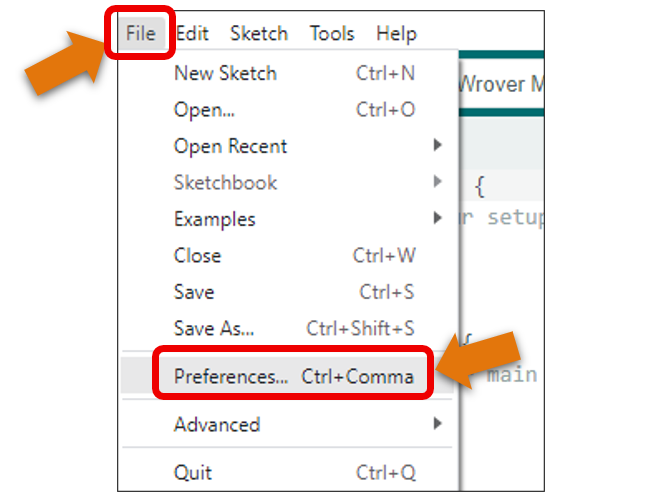 File Edit Sketch Tools Help
New Sketch Ctrl+N
Wrover M
Open... Ctrl+O
Open Recent
Sketchbook
{
Examples
ur setup
Close Ctrl+W
Save Ctrl+S
Save As... Ctrl+Shift+S
{
Preferences... Ctrl+Comma
main
Advanced
Quit Ctrl+Q